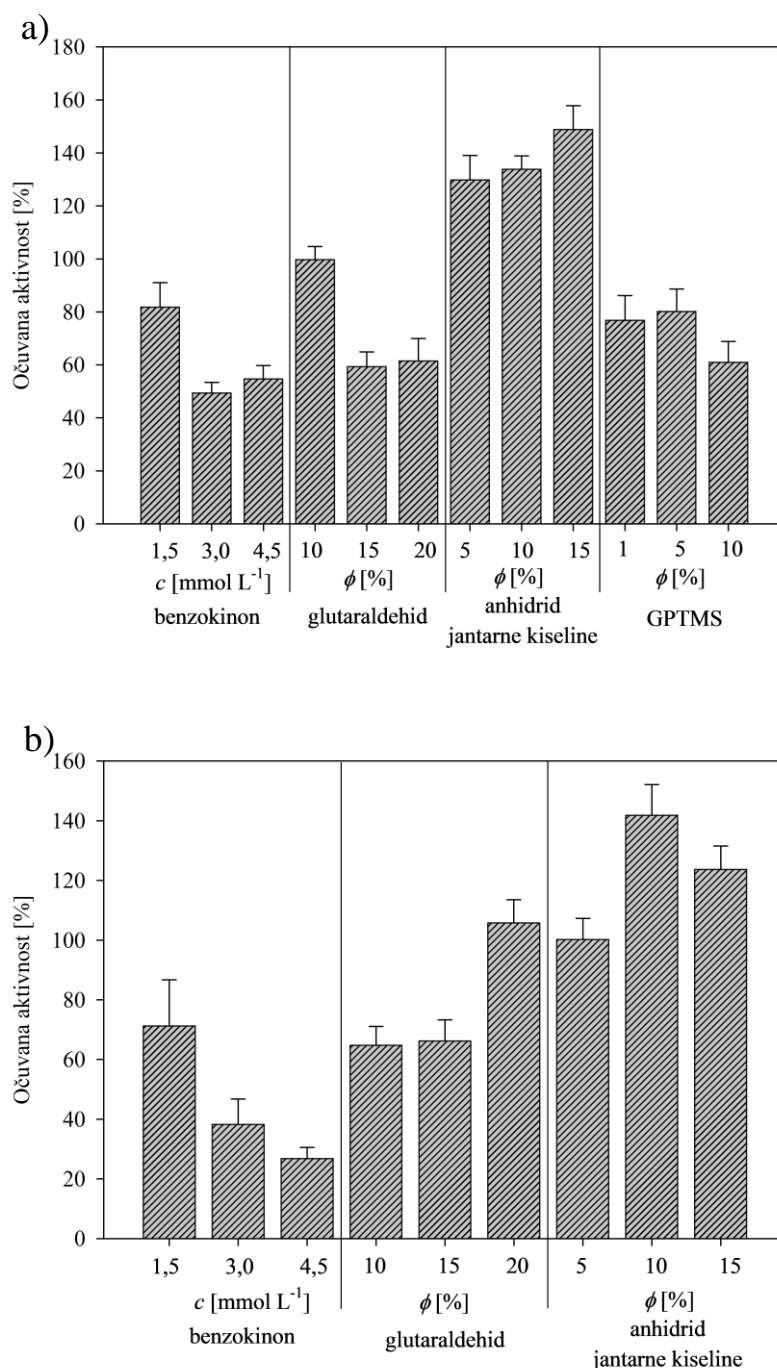 a)
180
160
140
120
100
80
60
40
20
0
Očuvana aktivnost [%]
1,5 3,0 4,5 10 15 20 5 10 15 1 5 10
c [mmol L⁻¹] ϕ [%] ϕ [%] ϕ [%]
benzokinon glutaraldehid anhidrid GPTMS
jantarne kiseline
b)
160
140
120
100
80
60
40
20
0
Očuvana aktivnost [%]
1,5 3,0 4,5 10 15 20 5 10 15
c [mmol L⁻¹] ϕ [%] ϕ [%]
benzokinon glutaraldehid anhidrid
jantarne kiseline